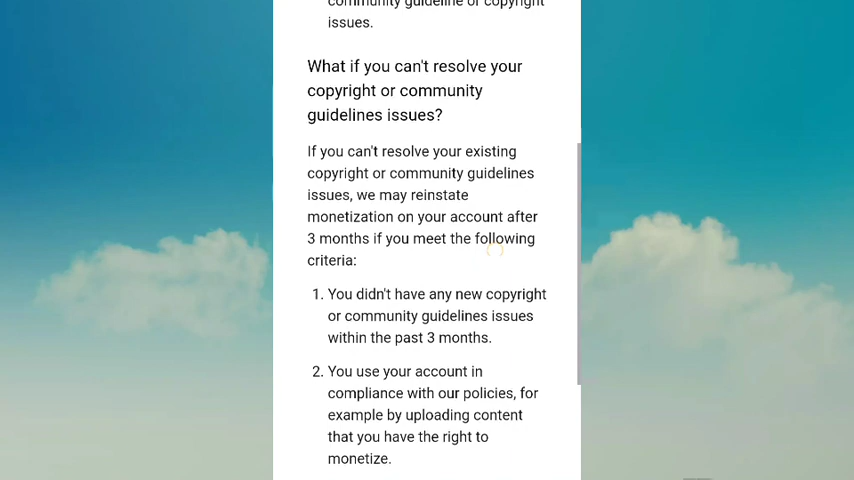 community guideline or copyright
issues.
What if you can't resolve your
copyright or community
guidelines issues?
If you can't resolve your existing
copyright or community guidelines
issues, we may reinstate
monetization on your account after
3 months if you meet the following
criteria:
1. You didn't have any new copyright
or community guidelines issues
within the past 3 months.
2. You use your account in
compliance with our policies, for
example by uploading content
that you have the right to
monetize.